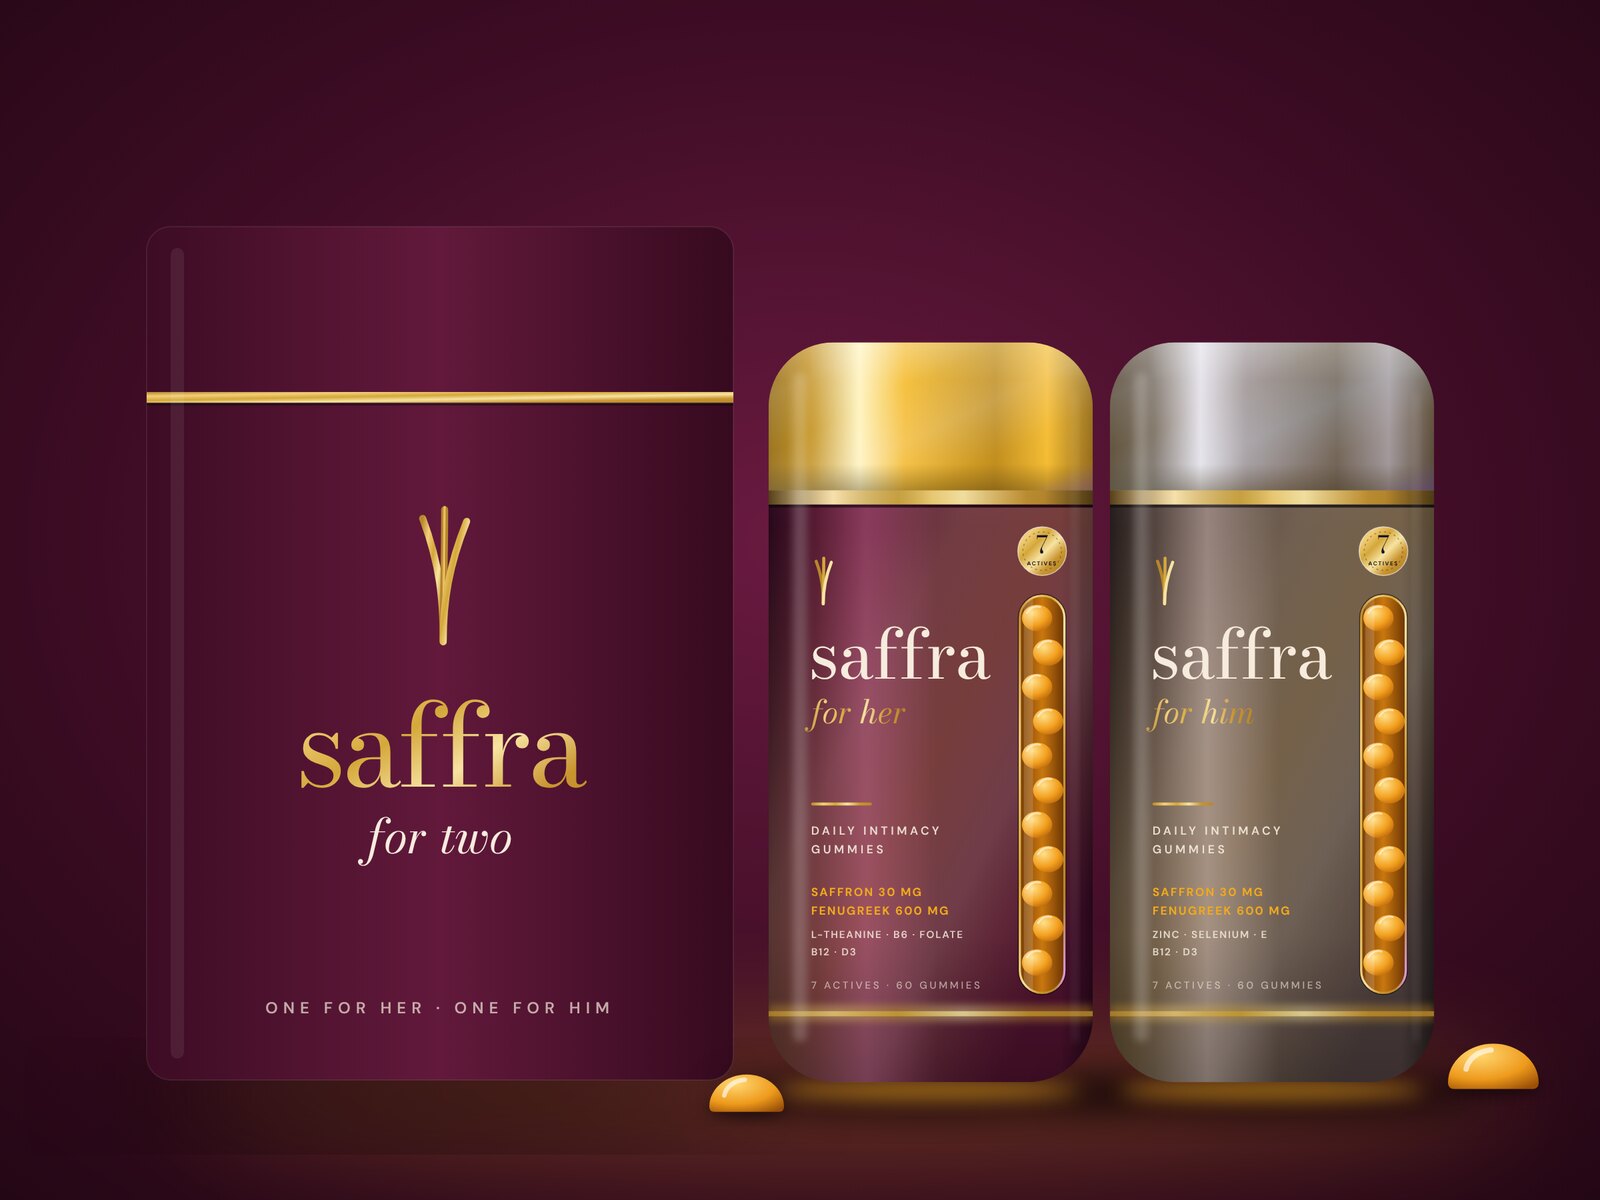 saffra
for two
ONE FOR HER · ONE FOR HIM
7
ACTIVES
saffra
for her
DAILY INTIMACY
GUMMIES
SAFFRON 30 MG
FENUGREEK 600 MG
L-THEANINE · B6 · FOLATE
B12 · D3
7 ACTIVES · 60 GUMMIES
7
ACTIVES
saffra
for him
DAILY INTIMACY
GUMMIES
SAFFRON 30 MG
FENUGREEK 600 MG
ZINC · SELENIUM · E
B12 · D3
7 ACTIVES · 60 GUMMIES